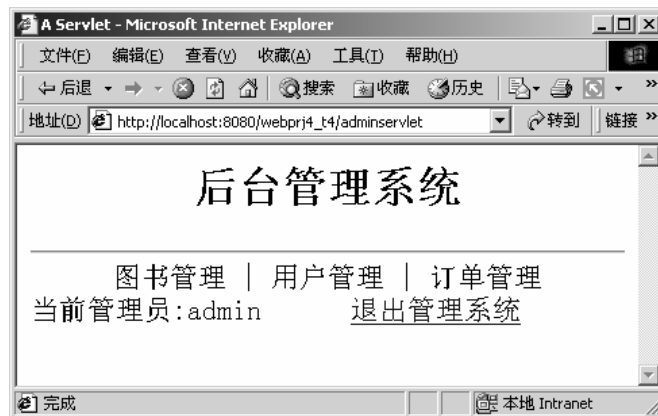 A Servlet - Microsoft Internet Explorer
文件(F) 编辑(E) 查看(V) 收藏(A) 工具(T) 帮助(H)
后退 搜索 收藏 历史 »
地址(D) http://localhost:8080/webprj4_t4/adminservlet 转到 链接 »
后台管理系统
图书管理 | 用户管理 | 订单管理
当前管理员:admin 退出管理系统
完成 本地 Intranet